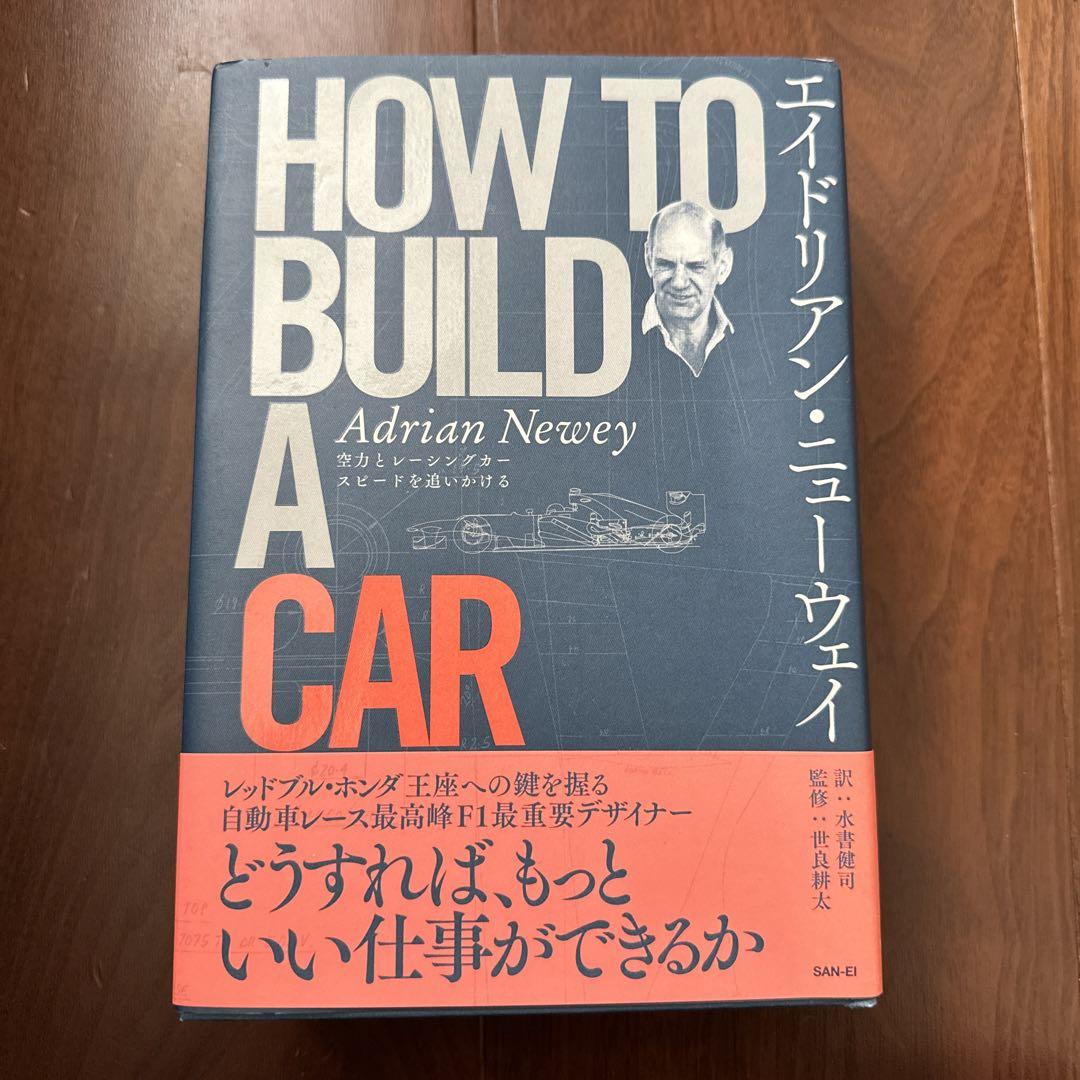 HOW TO
BUILD
A
CAR
Adrian Newey
空力とレーシングカー
スピードを追いかける
エイドリアン・ニューウェイ
レッドブル・ホンダ王座への鍵を握る
自動車レース最高峰F1最重要デザイナー
どうすれば、もっと
いい仕事ができるか
訳:水書健司
監修:世良耕太
SAN-EI
TOP
R2.5